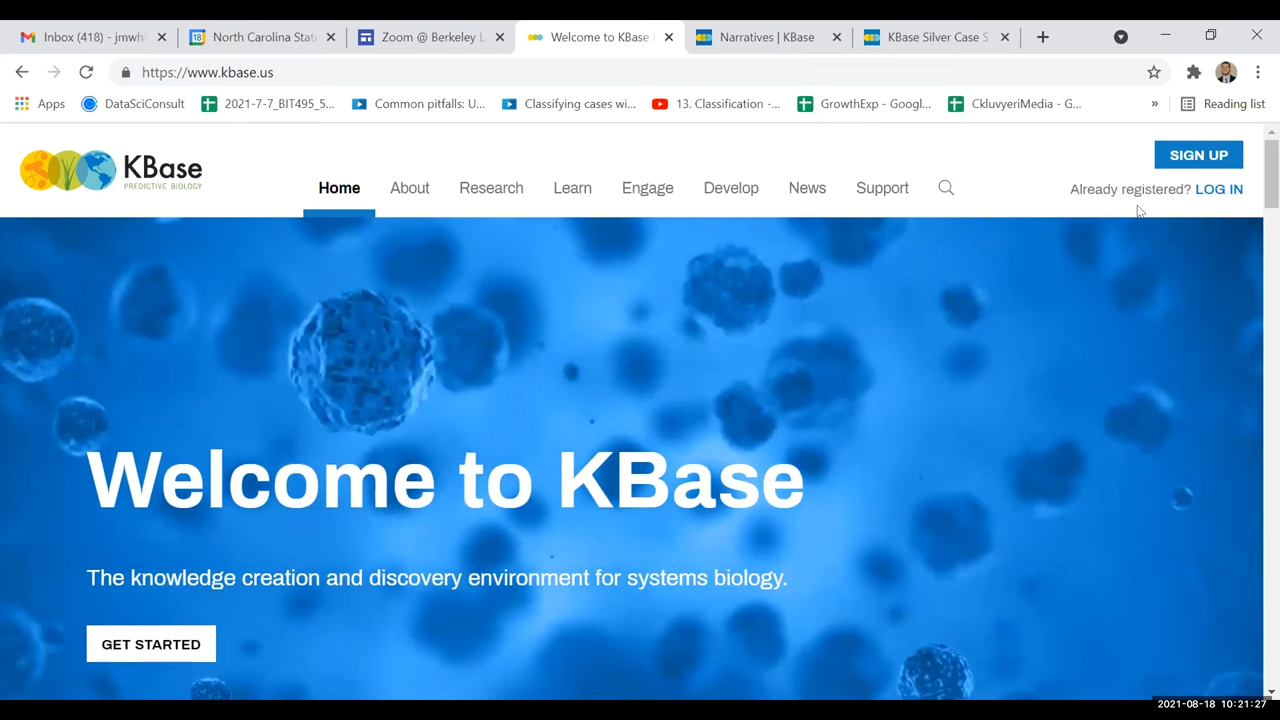 Inbox (418) - jmwhi
North Carolina State
Zoom @ Berkeley L
Welcome to KBase
Narratives | KBase
KBase Silver Case S
https://www.kbase.us
Apps
DataSciConsult
2021-7-7_BIT495_5...
Common pitfalls: U...
Classifying cases wi...
13. Classification -...
GrowthExp - Googl...
CkluvyeriMedia - G...
»
Reading list
KBase
PREDICTIVE BIOLOGY
SIGN UP
Home
About
Research
Learn
Engage
Develop
News
Support
Already registered? LOG IN
Welcome to KBase
The knowledge creation and discovery environment for systems biology.
GET STARTED
2021-08-18 10:21:27